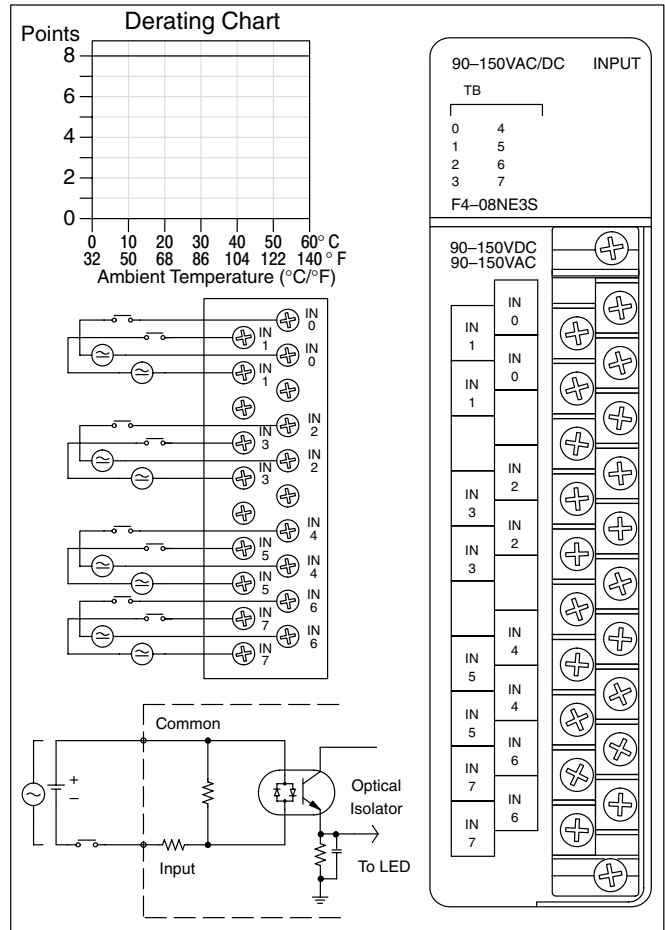 Derating Chart
Points
8
6
4
2
0
0 10 20 30 40 50 60° C
32 50 68 86 104 122 140 ° F
Ambient Temperature (°C/°F)
IN 0
IN 1
IN 0
IN 1
IN 2
IN 3
IN 2
IN 3
IN 4
IN 5
IN 4
IN 5
IN 6
IN 7
IN 6
IN 7
Common
+
–
Input
Optical
Isolator
To LED
90–150VAC/DC INPUT
TB
0 4
1 5
2 6
3 7
F4–08NE3S
90–150VDC
90–150VAC
IN 0
IN 1
IN 0
IN 1
IN 2
IN 3
IN 2
IN 3
IN 4
IN 5
IN 4
IN 5
IN 6
IN 7
IN 6
IN 7